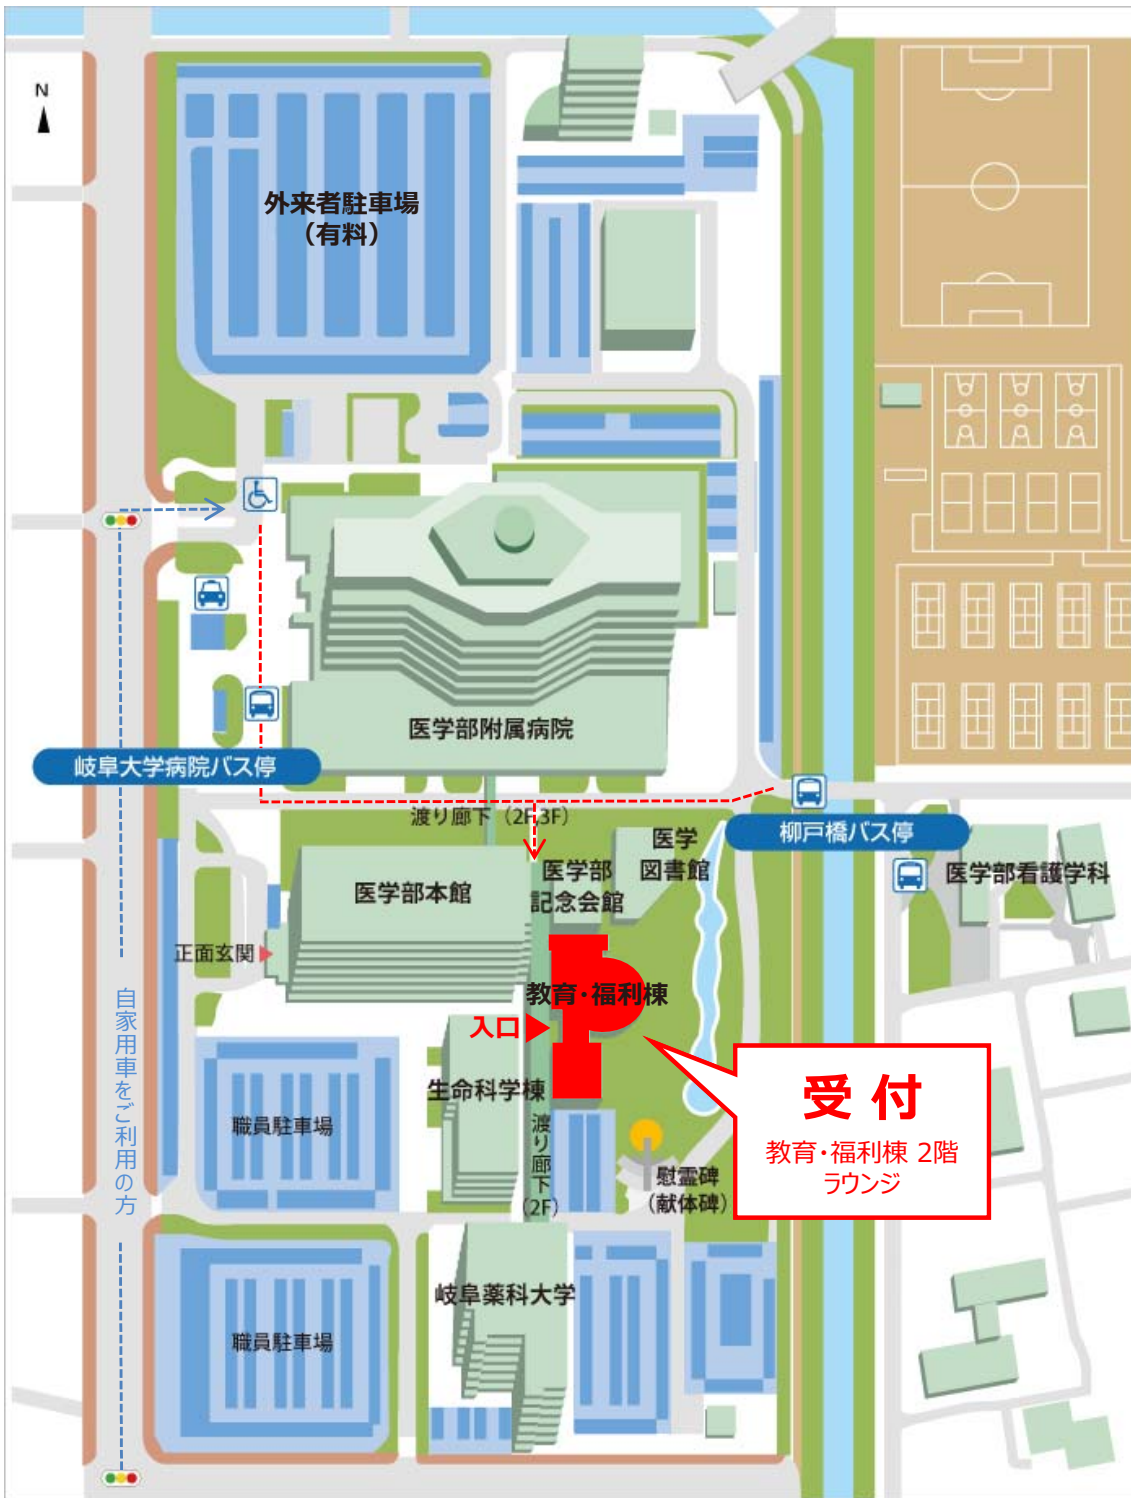 N
外来者駐車場
（有料）
医学部附属病院
岐阜大学病院バス停
渡り廊下（2F,3F）
柳戸橋バス停
医学
図書館
医学部
記念会館
医学部看護学科
医学部本館
正面玄関
教育・福利棟
入口
自家用車をご利用の方
生命科学棟
受付
教育・福利棟 2階
ラウンジ
職員駐車場
渡り廊下
(2F)
慰霊碑
（献体碑）
岐阜薬科大学
職員駐車場